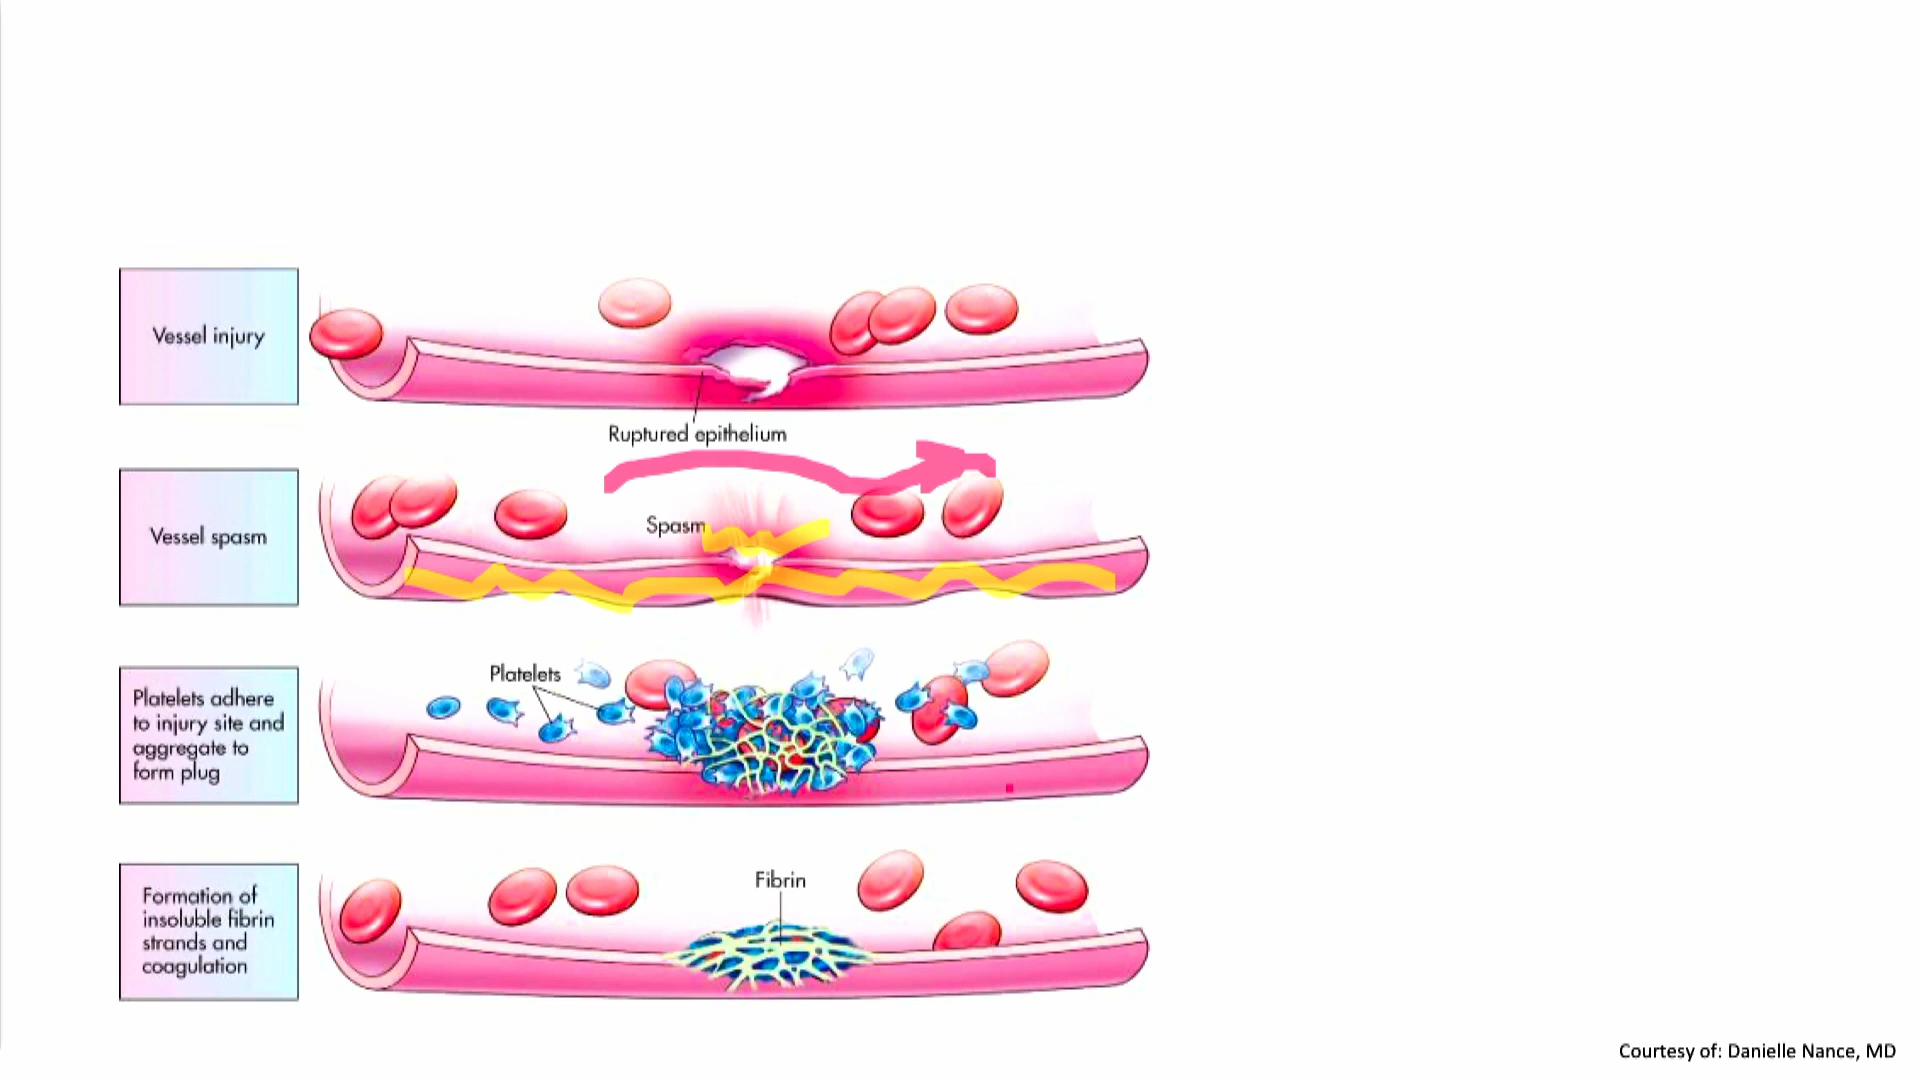 Vessel injury
Ruptured epithelium
Vessel spasm
Spasm
Platelets adhere
to injury site and
aggregate to
form plug
Platelets
Formation of
insoluble fibrin
strands and
coagulation
Fibrin
Courtesy of: Danielle Nance, MD